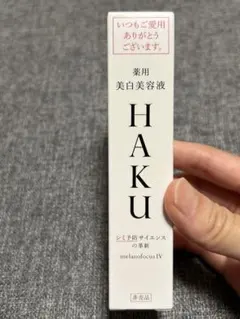 いつもご愛用
ありがとう
ございます。
薬用
美白美容液
HAKU
シミ予防サイエンス
の革新
melanofocus IV
非売品